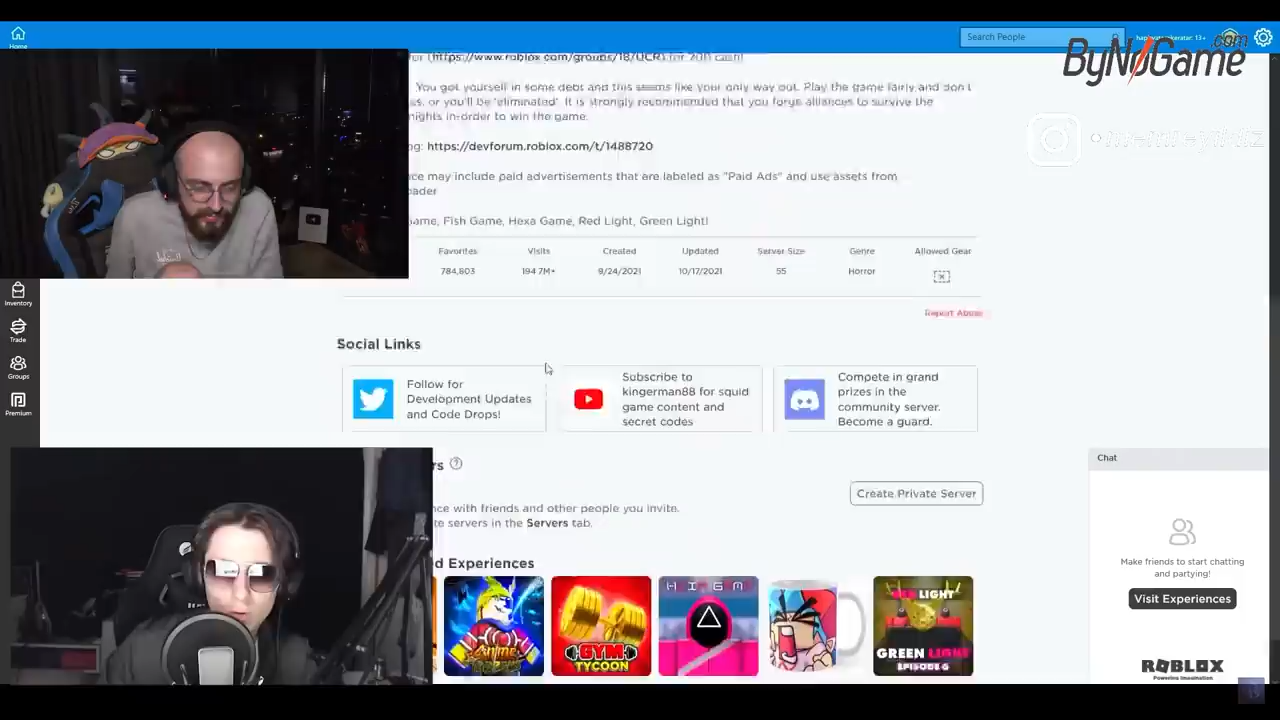 Home
Search People
ByNoGame.com
(https://www.roblox.com/groups/
cash!
You got yourself in some debt and this seems like your only way out. Play the game fairly and don't
or you'll be 'eliminated'. It is strongly recommended that you forge alliances to survive the
nights in-order to win the game.
https://devforum.roblox.com/t/1488720
may include paid advertisements that are labeled as "Paid Ads" and use assets from
Fish Game, Hexa Game, Red Light, Green Light!
Favorites Visits Created Updated Server Size Genre Allowed Gear
784,803 194.7M+ 9/24/2021 10/17/2021 55 Horror
Report Abuse
Inventory
Trade
Groups
Premium
Social Links
Follow for
Development Updates
and Code Drops!
Subscribe to
kingerman88 for squid
game content and
secret codes
Compete in grand
prizes in the
community server.
Become a guard.
Create Private Server
with friends and other people you invite.
servers in the Servers tab.
Experiences
GYM
TYCOON
LIGHT
GREEN LIGHT
EPISODE 6
Chat
Make friends to start chatting
and partying!
Visit Experiences
ROBLOX
Powering Imagination